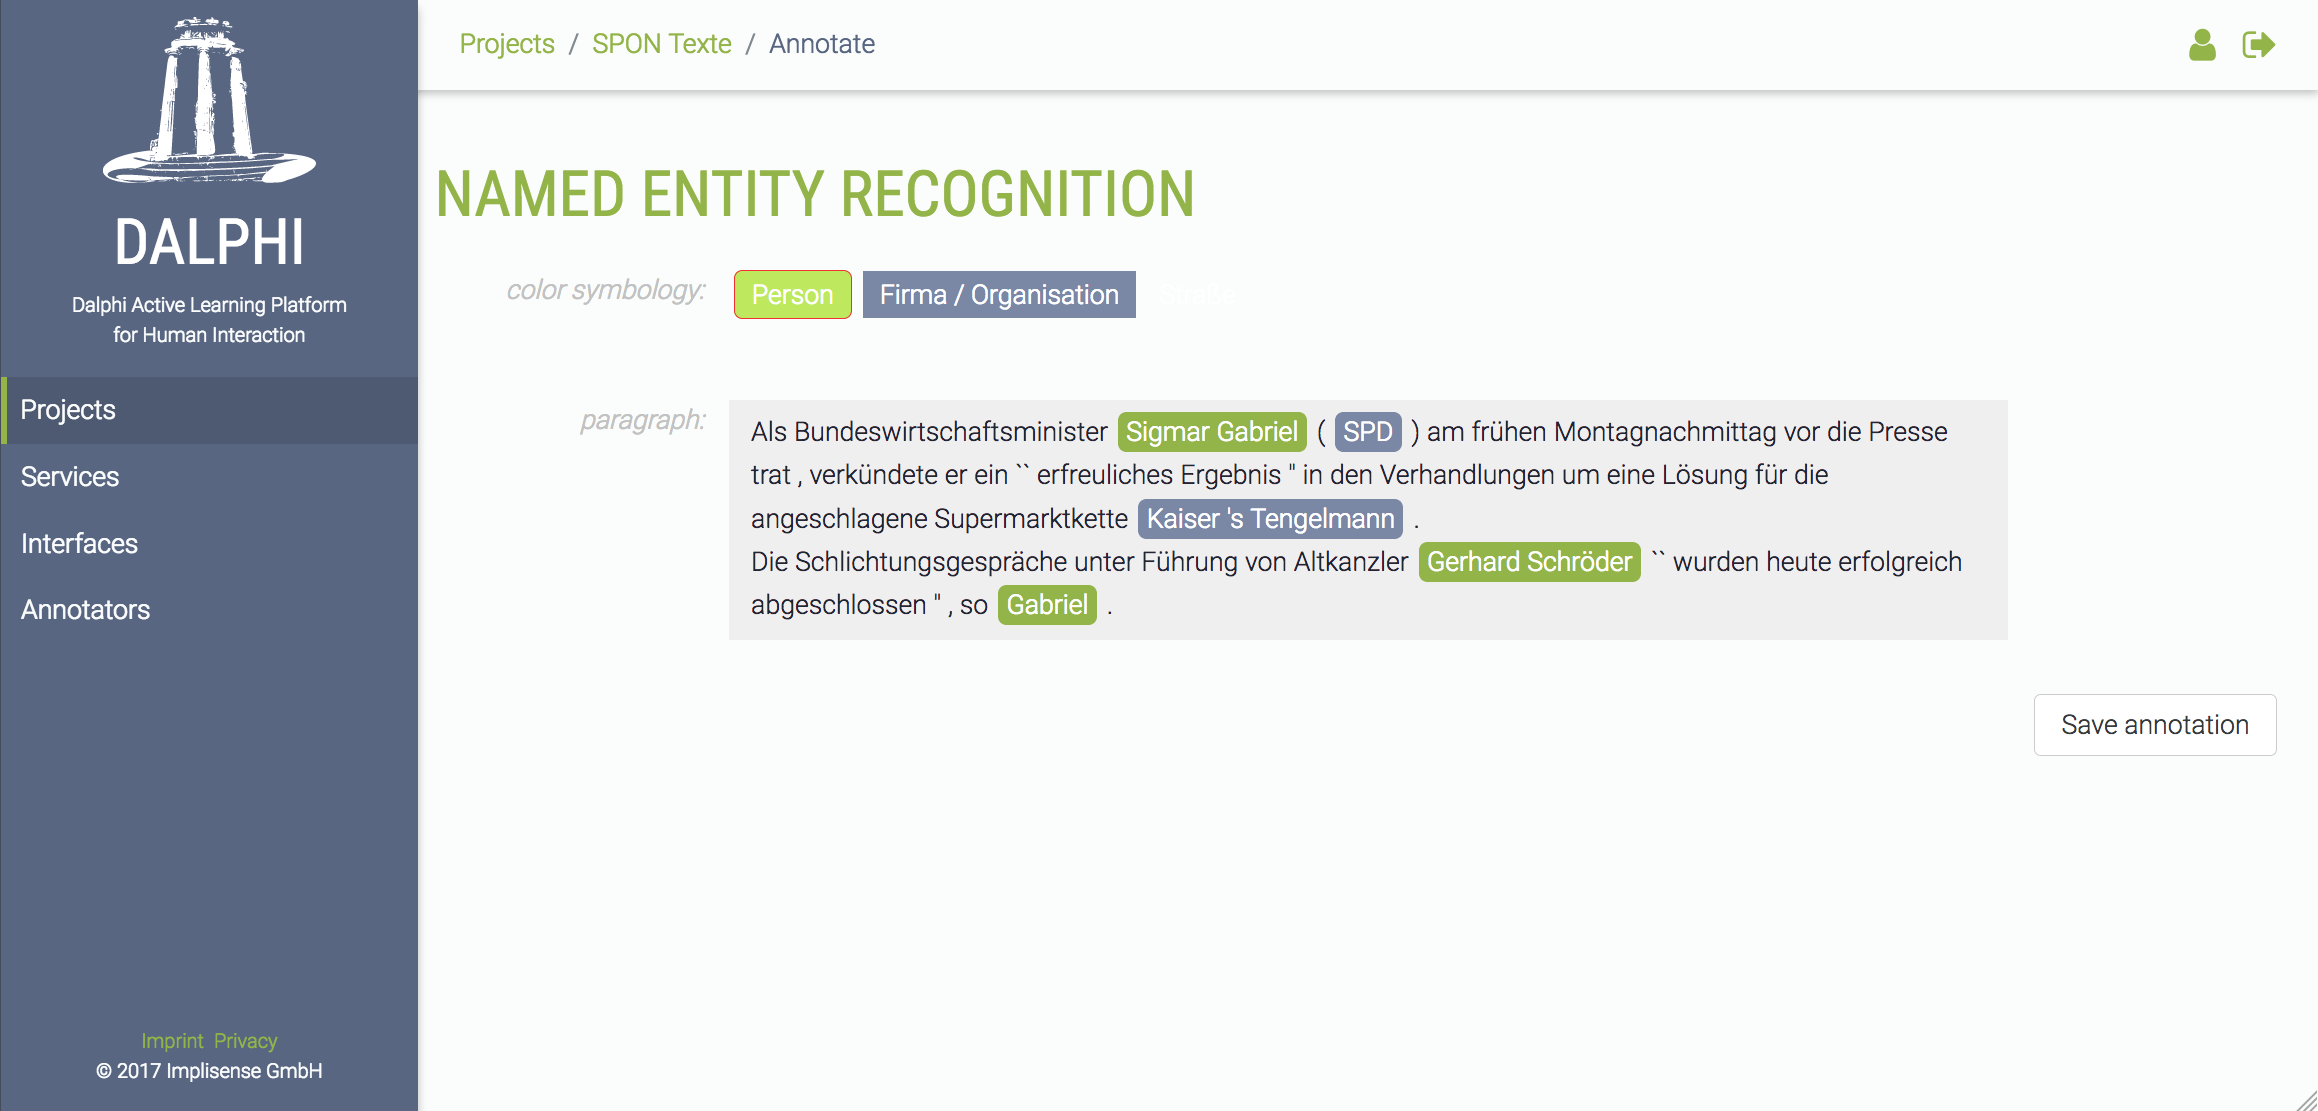 DALPHI
Dalphi Active Learning Platform
for Human Interaction
Projects
Services
Interfaces
Annotators
Imprint Privacy
© 2017 Implisense GmbH
Projects / SPON Texte / Annotate
NAMED ENTITY RECOGNITION
color symbology: Person Firma / Organisation Straße
paragraph:
Als Bundeswirtschaftsminister Sigmar Gabriel ( SPD ) am frühen Montagnachmittag vor die Presse
trat , verkündete er ein `` erfreuliches Ergebnis " in den Verhandlungen um eine Lösung für die
angeschlagene Supermarktkette Kaiser 's Tengelmann .
Die Schlichtungsgespräche unter Führung von Altkanzler Gerhard Schröder `` wurden heute erfolgreich
abgeschlossen " , so Gabriel .
Save annotation